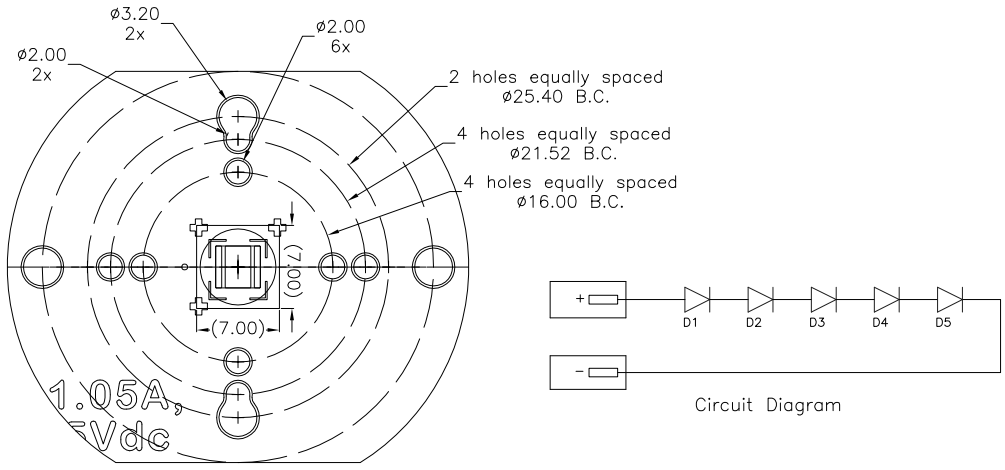 ø3.20
2x
ø2.00
6x
ø2.00
2x
2 holes equally spaced
ø25.40 B.C.
4 holes equally spaced
ø21.52 B.C.
4 holes equally spaced
ø16.00 B.C.
(7.00)
(7.00)
1.05A,
5Vdc
+
D1 D2 D3 D4 D5
-
Circuit Diagram